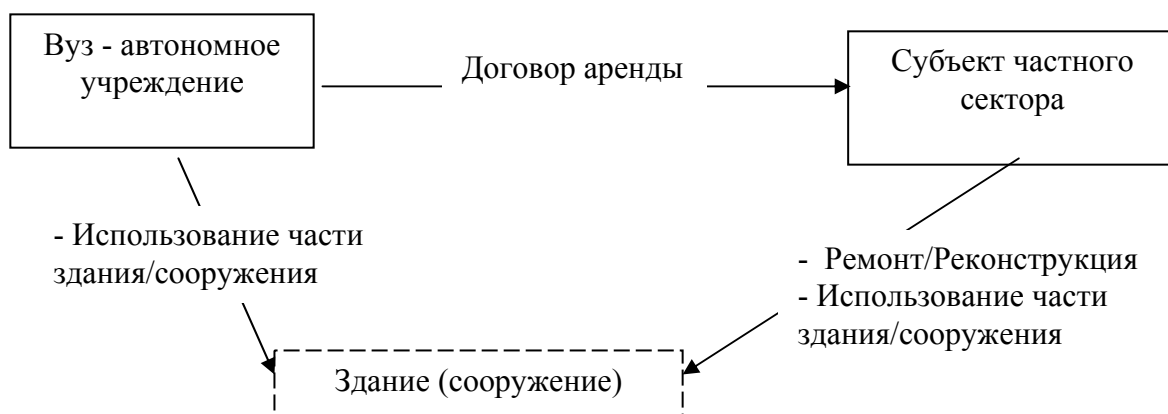 Вуз - автономное
учреждение
Договор аренды
Субъект частного
сектора
- Использование части
здания/сооружения
- Ремонт/Реконструкция
- Использование части
здания/сооружения
Здание (сооружение)